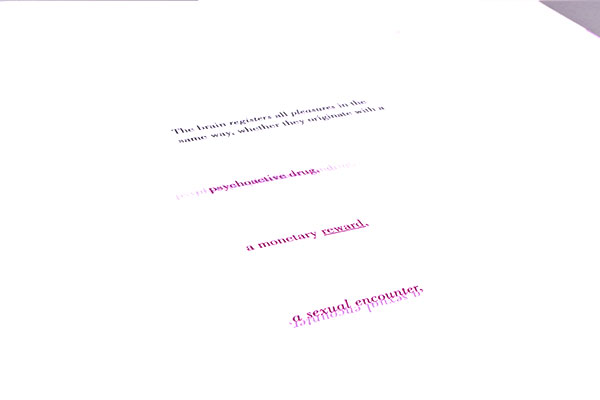 The brain registers all pleasures in the
same way, whether they originate with a
psychoactive drug,
a monetary reward,
a sexual encounter,